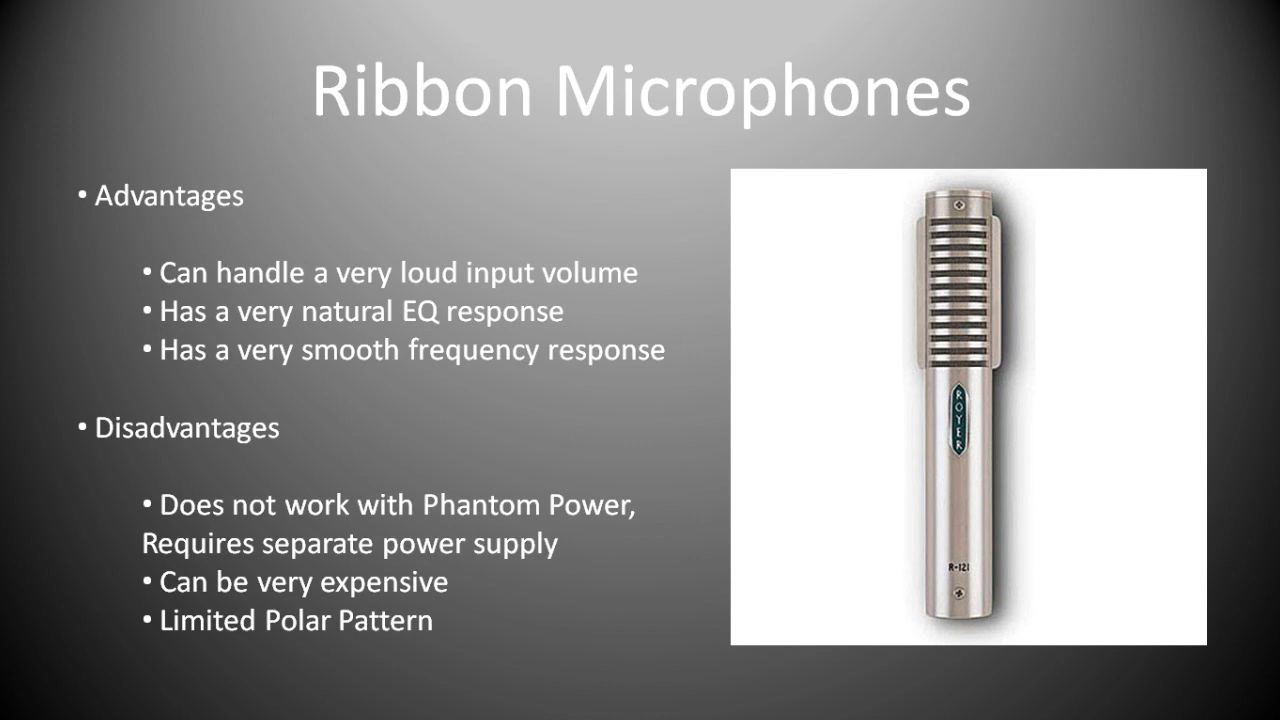 Ribbon Microphones
• Advantages
• Can handle a very loud input volume
• Has a very natural EQ response
• Has a very smooth frequency response
• Disadvantages
• Does not work with Phantom Power,
Requires separate power supply
• Can be very expensive
• Limited Polar Pattern
ROYER
R-121